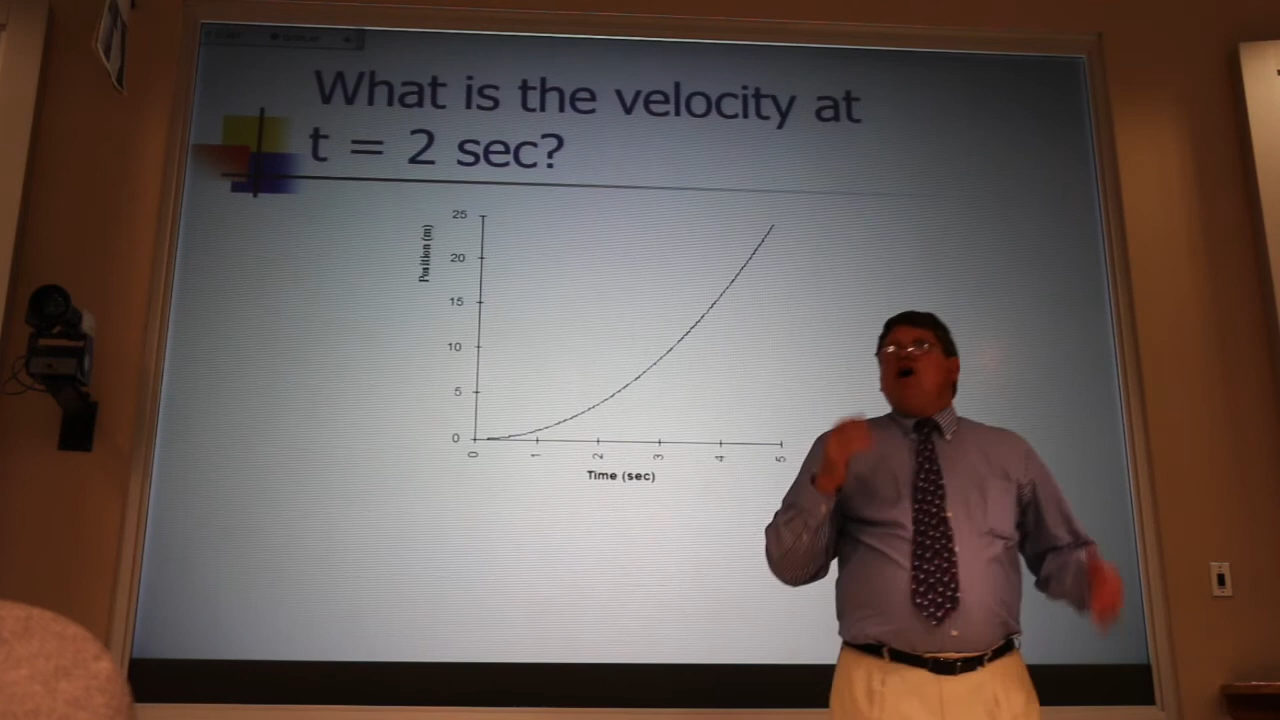 What is the velocity at
t = 2 sec?
25
Position (m)
20
15
10
5
0
0 1 2 3 4 5
Time (sec)